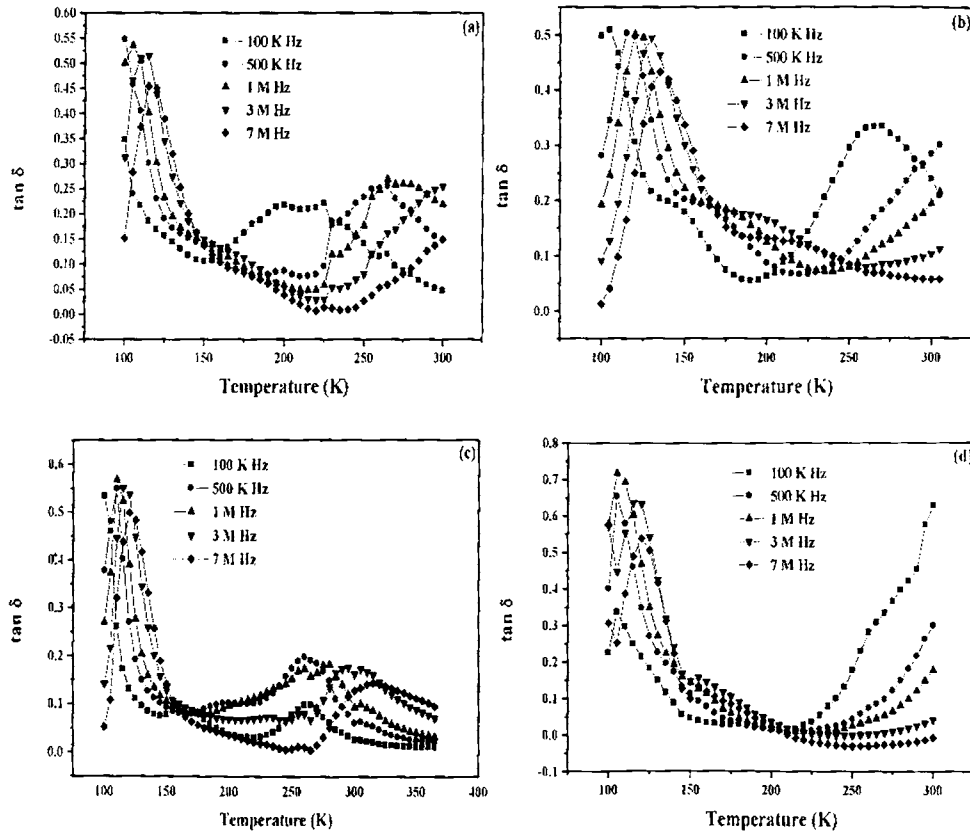 (a)
100 K Hz
500 K Hz
1 M Hz
3 M Hz
7 M Hz
0.60
0.55
0.50
0.45
0.40
0.35
0.30
0.25
0.20
0.15
0.10
0.05
0.00
-0.05
tan δ
100
150
200
250
300
Temperature (K)
(b)
100 K Hz
500 K Hz
1 M Hz
3 M Hz
7 M Hz
0.5
0.4
0.3
0.2
0.1
0.0
tan δ
100
150
200
250
300
Temperature (K)
(c)
100 K Hz
500 K Hz
1 M Hz
3 M Hz
7 M Hz
0.6
0.5
0.4
0.3
0.2
0.1
0.0
tan δ
100
150
200
250
300
350
400
Temperature (K)
(d)
100 K Hz
500 K Hz
1 M Hz
3 M Hz
7 M Hz
0.8
0.7
0.6
0.5
0.4
0.3
0.2
0.1
0.0
-0.1
tan δ
100
150
200
250
300
Temperature (K)